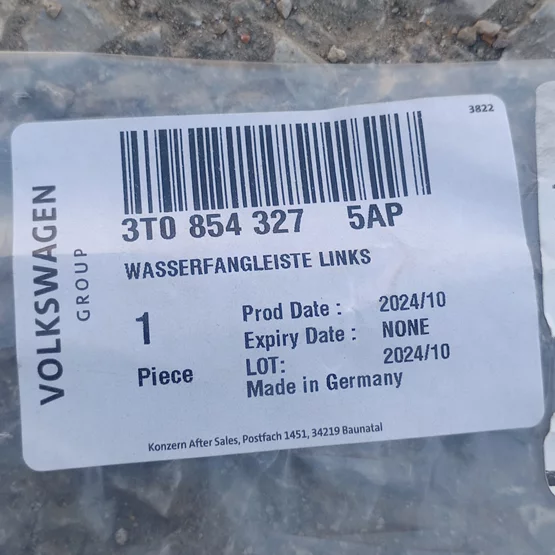 3822
3T0 854 327 5AP
WASSERFANGLEISTE LINKS
VOLKSWAGEN
GROUP
1
Piece
Prod Date : 2024/10
Expiry Date : NONE
LOT: 2024/10
Made in Germany
Konzern After Sales, Postfach 1451, 34219 Baunatal